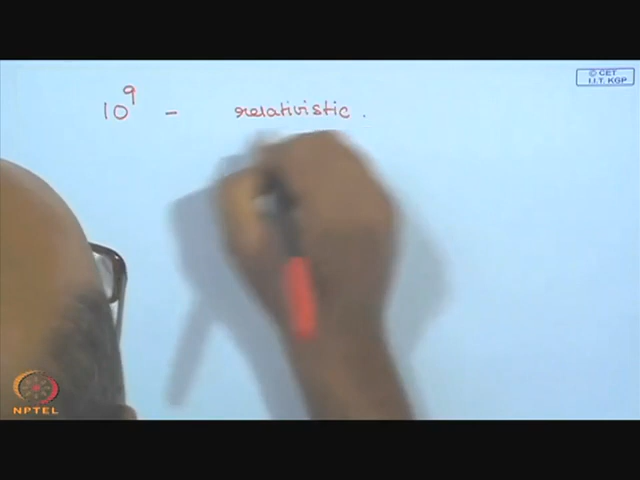 © CET
I.I.T. KGP
10⁹ - relativistic.
NPTEL